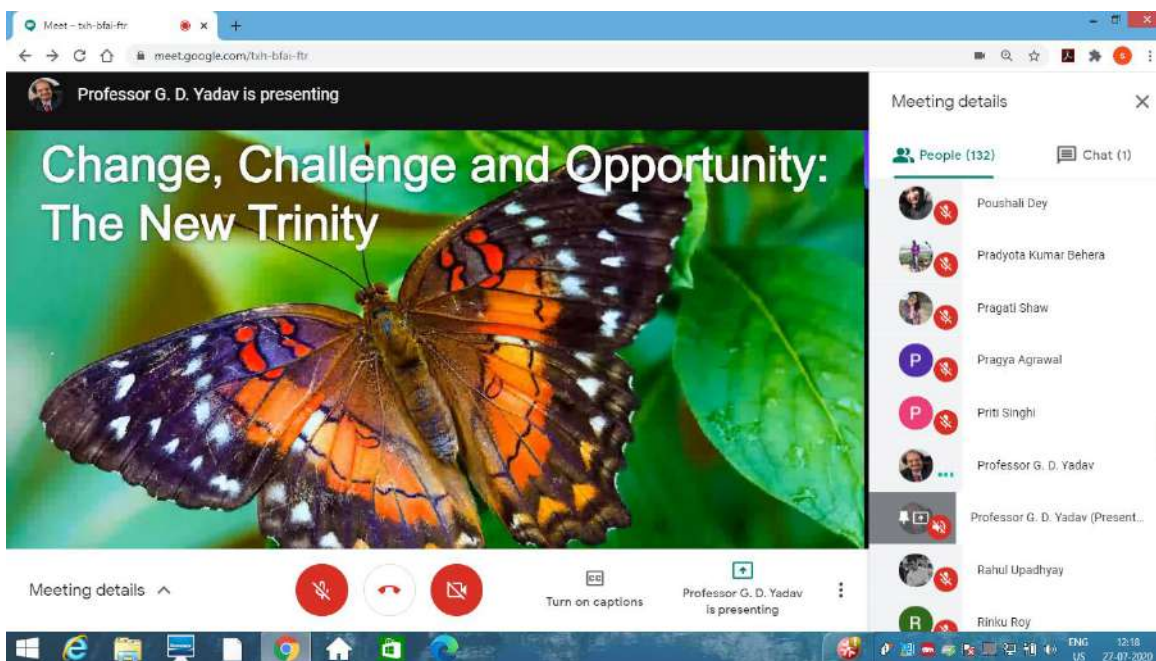 Meet – txh-bfai-ftr
meet.google.com/txh-bfai-ftr
Professor G. D. Yadav is presenting
Change, Challenge and Opportunity:
The New Trinity
Meeting details
People (132)
Chat (1)
Poushali Dey
Pradyota Kumar Behera
Pragati Shaw
P
Pragya Agrawal
P
Priti Singhi
Professor G. D. Yadav
Professor G. D. Yadav (Present...
Rahul Upadhyay
R
Rinku Roy
Meeting details
Turn on captions
Professor G. D. Yadav
is presenting
ENG
US
12:18
27-07-2020